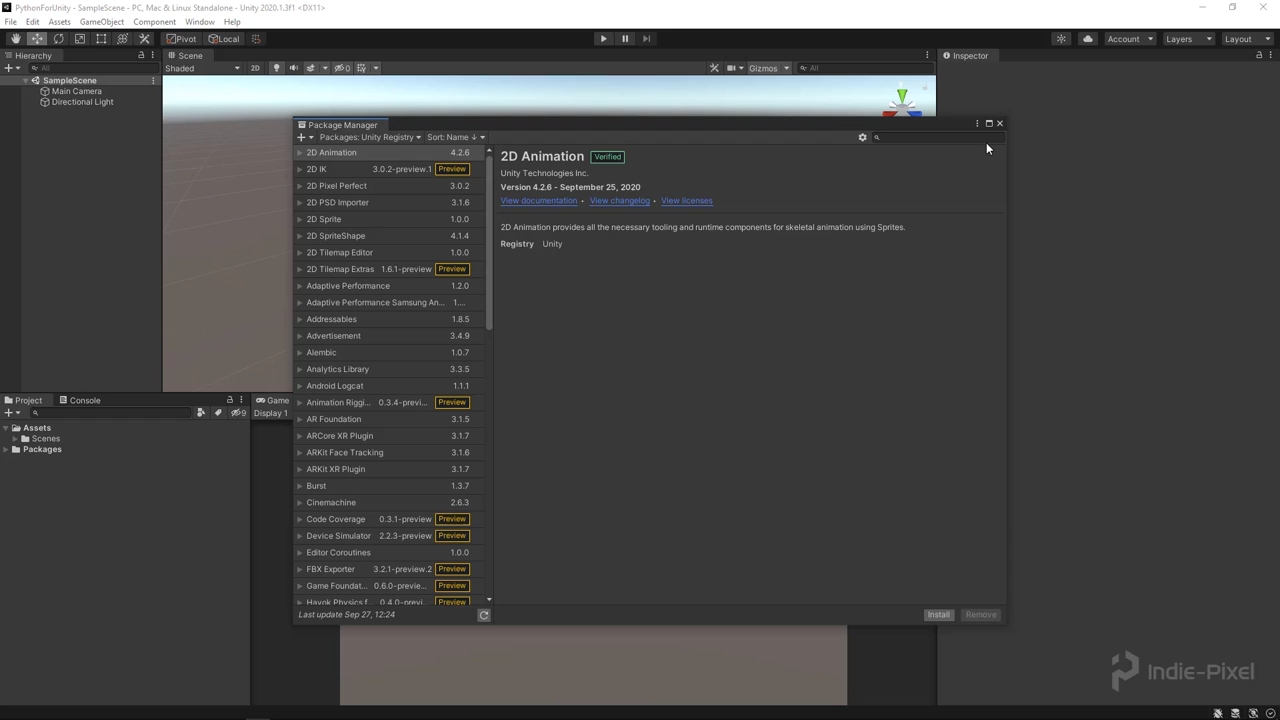 PythonForUnity - SampleScene - PC, Mac & Linux Standalone - Unity 2020.1.3f1 <DX11>
File Edit Assets GameObject Component Window Help
Pivot Local Account Layers Layout
Hierarchy
All
SampleScene
Main Camera
Directional Light
Scene
Shaded 2D 0 Gizmos All
Inspector
Package Manager
Packages: Unity Registry Sort: Name ↓
2D Animation 4.2.6
2D IK 3.0.2-preview.1 Preview
2D Pixel Perfect 3.0.2
2D PSD Importer 3.1.6
2D Sprite 1.0.0
2D SpriteShape 4.1.4
2D Tilemap Editor 1.0.0
2D Tilemap Extras 1.6.1-preview Preview
Adaptive Performance 1.2.0
Adaptive Performance Samsung An... 1....
Addressables 1.8.5
Advertisement 3.4.9
Alembic 1.0.7
Analytics Library 3.3.5
Android Logcat 1.1.1
Animation Riggi... 0.3.4-previ... Preview
AR Foundation 3.1.5
ARCore XR Plugin 3.1.7
ARKit Face Tracking 3.1.6
ARKit XR Plugin 3.1.7
Burst 1.3.7
Cinemachine 2.6.3
Code Coverage 0.3.1-preview Preview
Device Simulator 2.2.3-preview Preview
Editor Coroutines 1.0.0
FBX Exporter 3.2.1-preview.2 Preview
Game Foundat... 0.6.0-previe... Preview
Havok Physics f... 0.4.0-previ... Preview
Last update Sep 27, 12:24
2D Animation Verified
Unity Technologies Inc.
Version 4.2.6 - September 25, 2020
View documentation • View changelog • View licenses
2D Animation provides all the necessary tooling and runtime components for skeletal animation using Sprites.
Registry Unity
Install Remove
Project Console
9
Assets
Scenes
Packages
Game
Display 1
Indie-Pixel